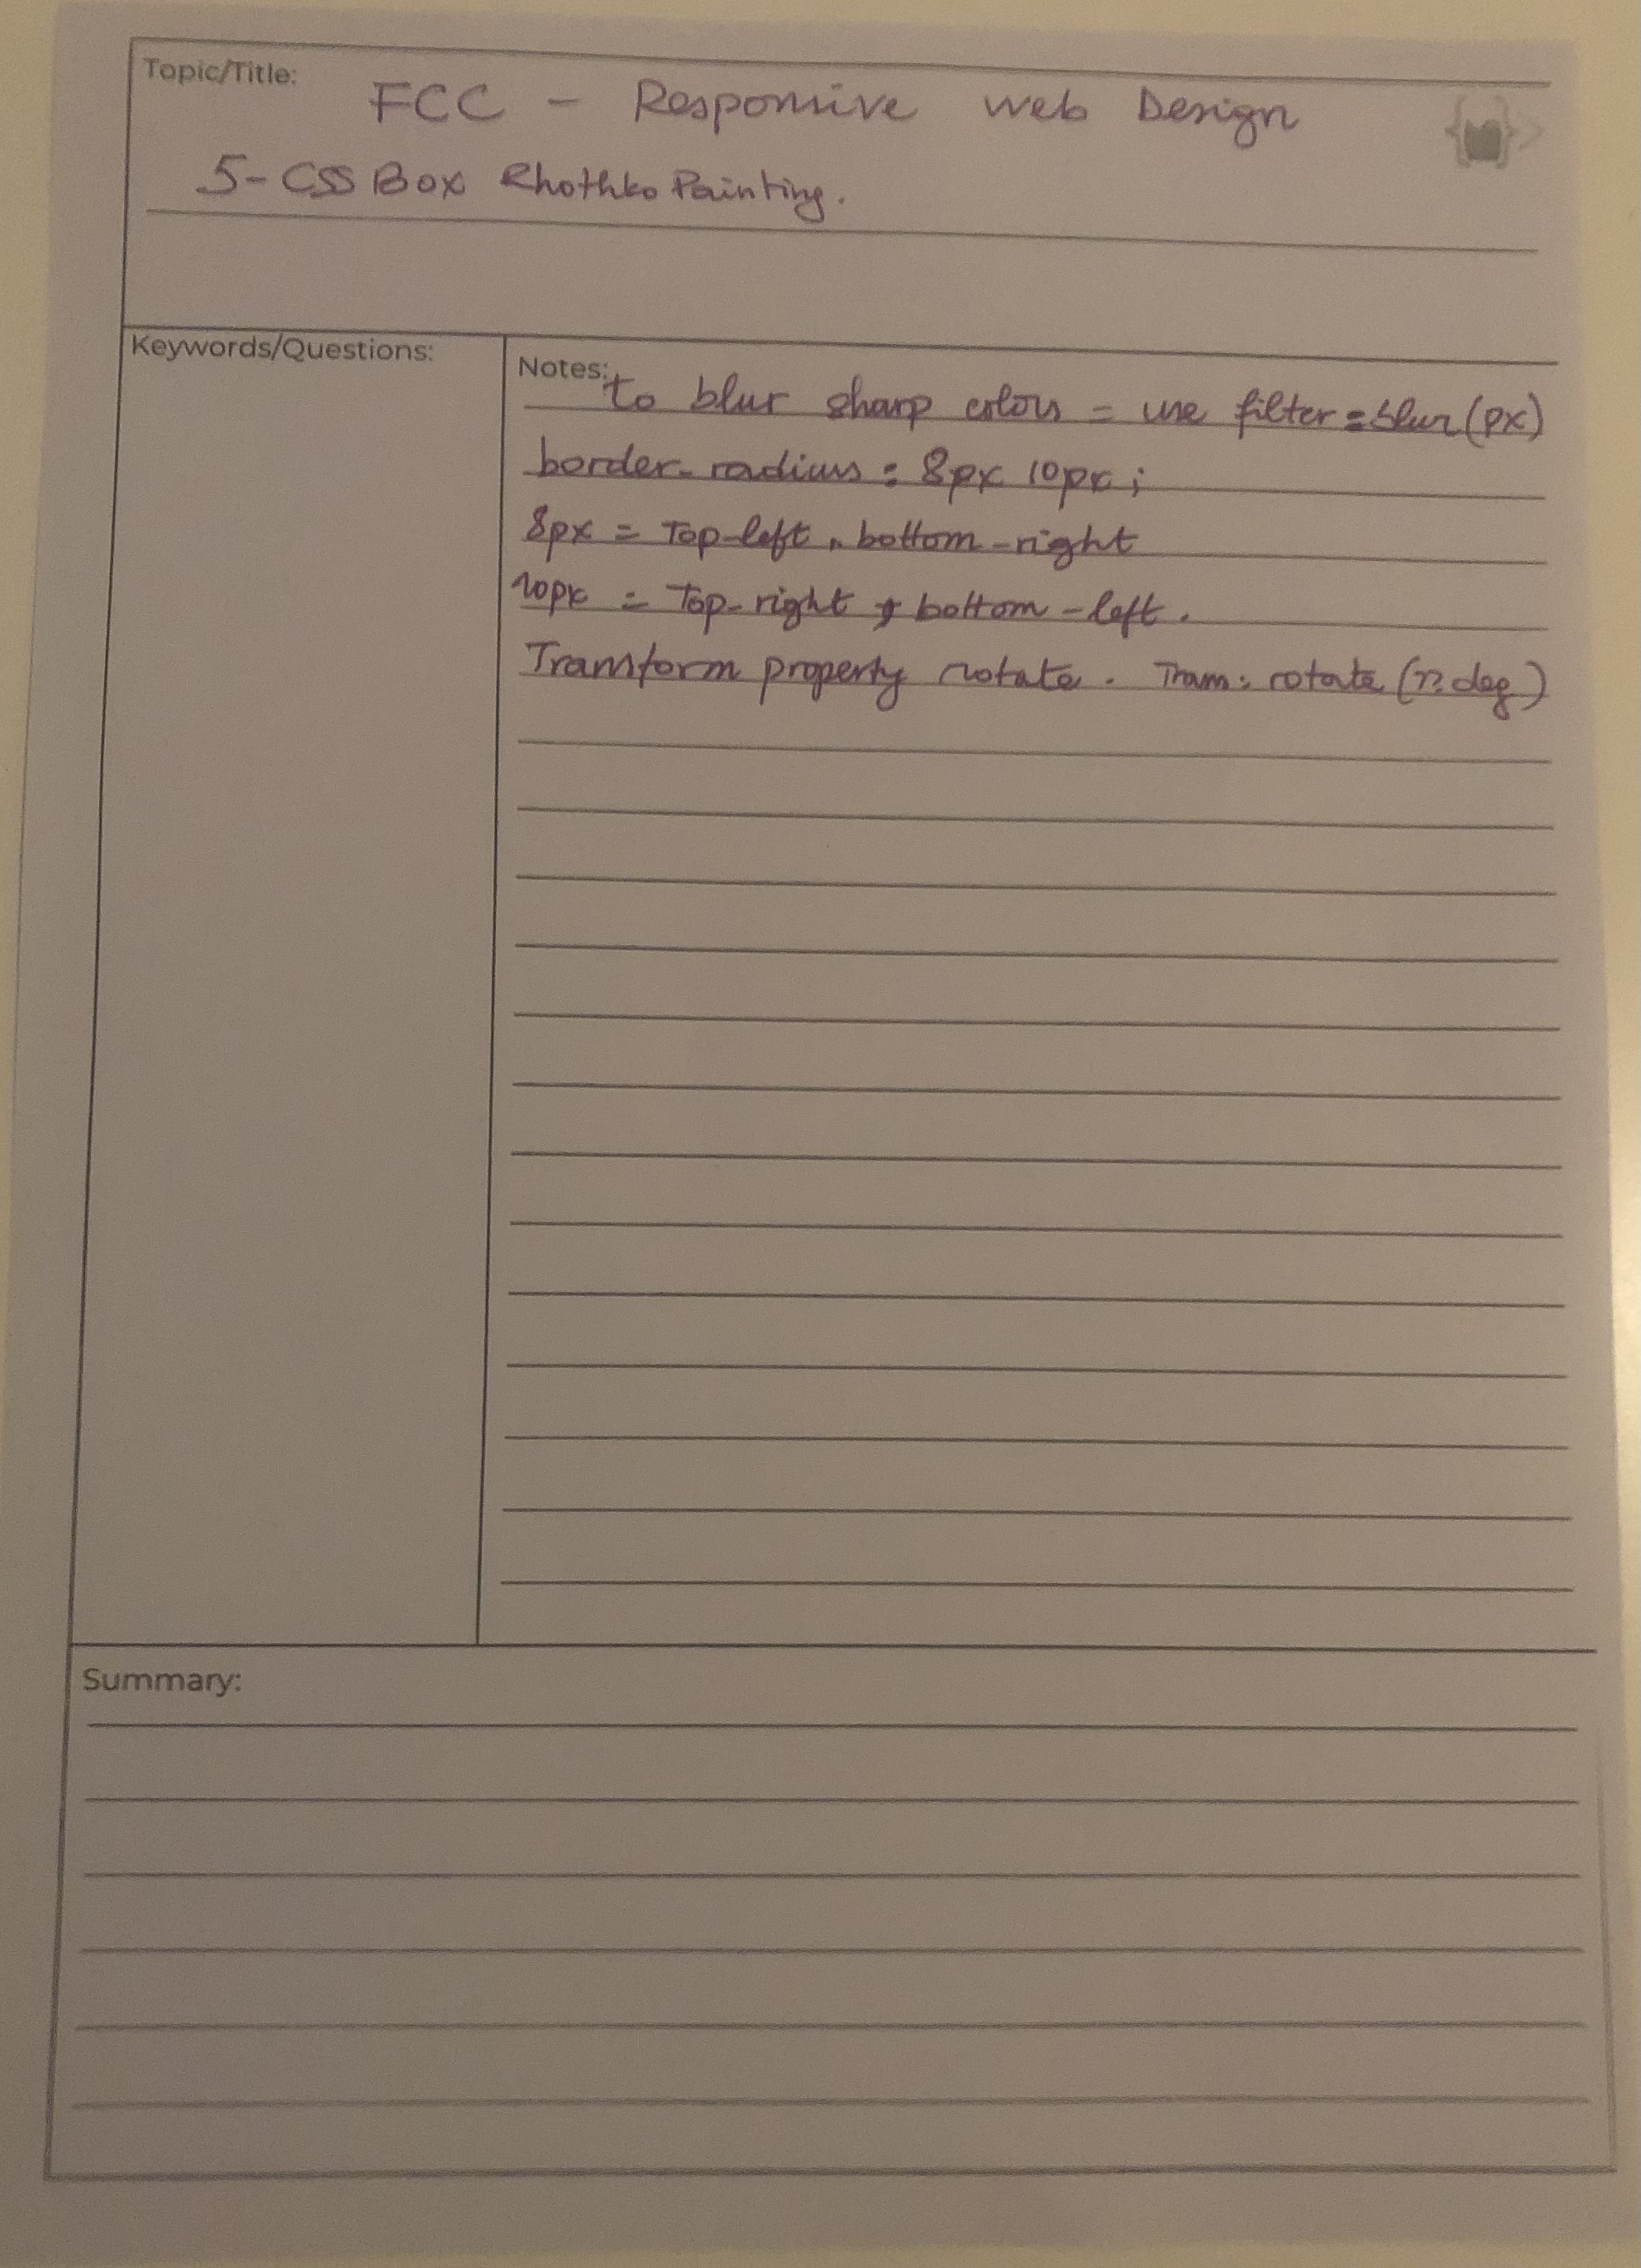 Topic/Title:
FCC - Responsive web Design
5- CSS Box Rhothko Painting.
Keywords/Questions:
Notes:
to blur sharp colors = use filter = blur (px)
border-radius : 8px 10px ;
8px = Top-left , bottom-right
10px = Top-right , bottom-left .
Transform property rotate . Tram : rotate (n deg)
Summary: